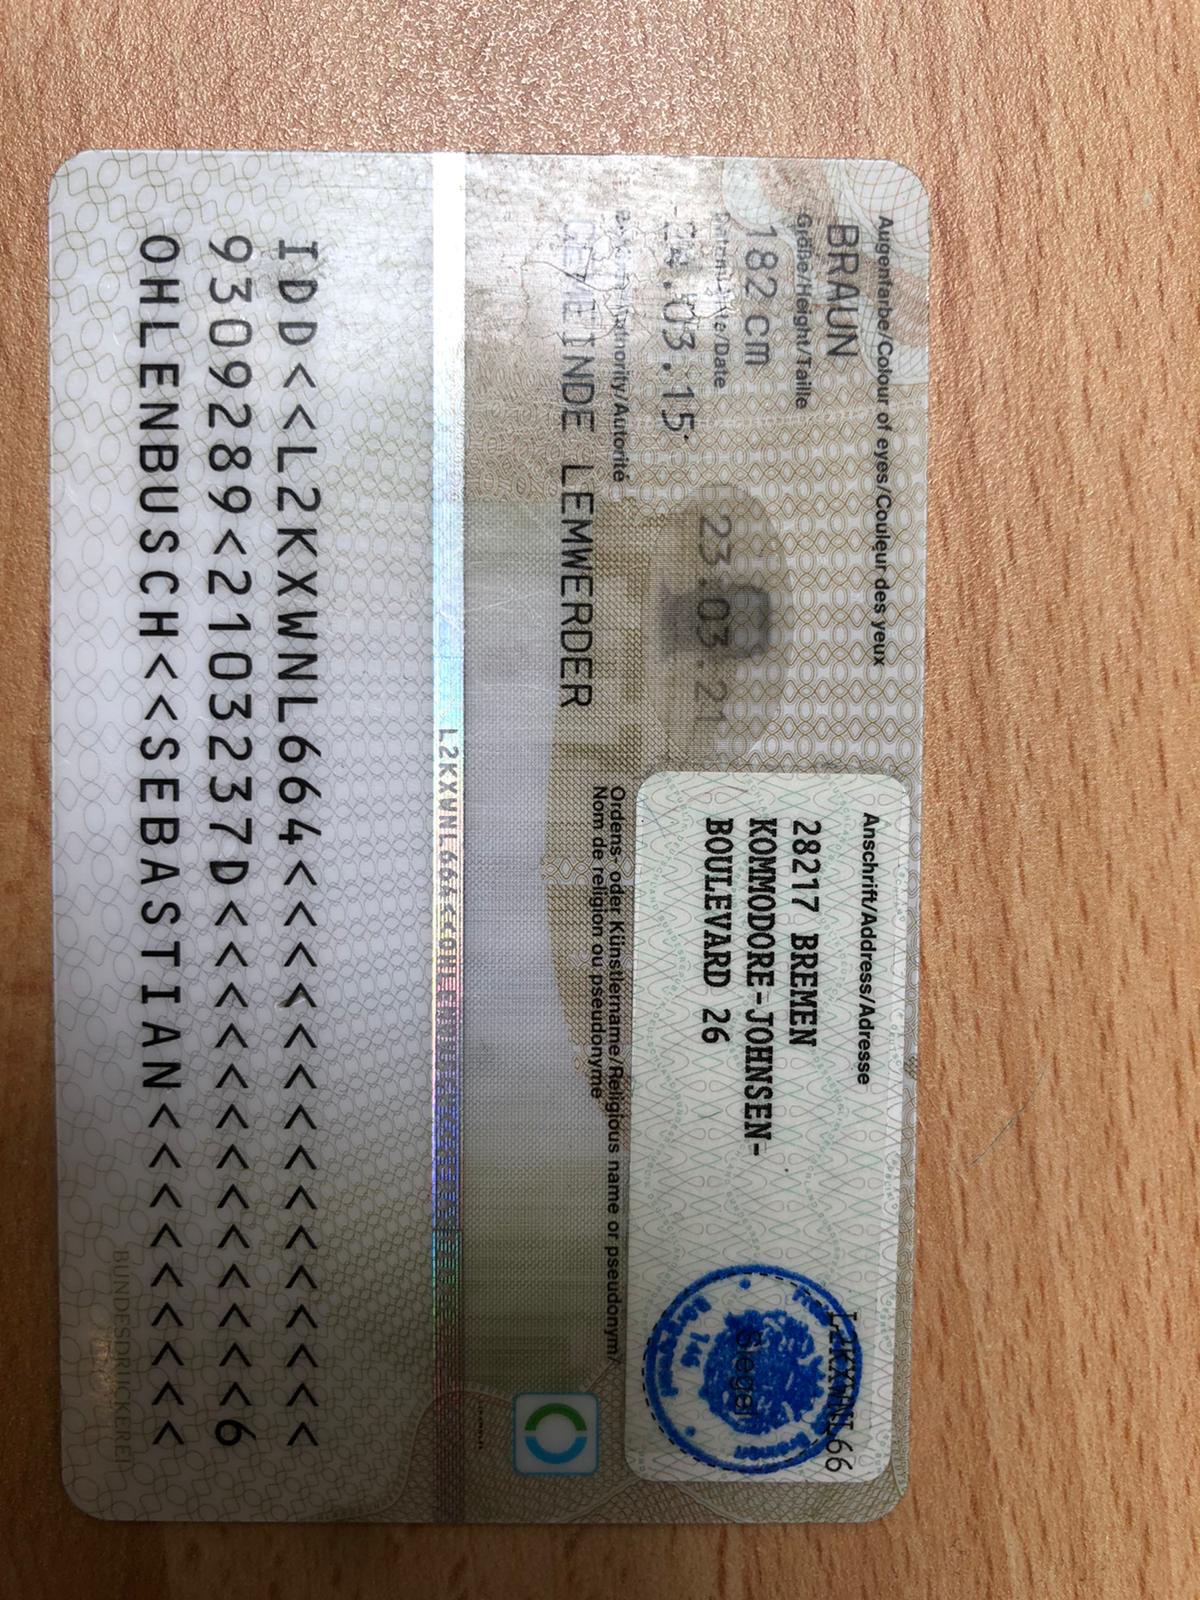 Augenfarbe/Colour of eyes/Couleur des yeux
BRAUN
Größe/Height/Taille
182 cm
Datum/Date/Date
24.03.15
23.03.21
Behörde/Authority/Autorité
GEMEINDE LEMWERDER
Anschrift/Address/Adresse
28217 BREMEN
KOMMODORE-JOHNSEN-
BOULEVARD 26
L2KXWNL66
Siegel
Bremen
Ordens- oder Künstlername/Religious name or pseudonym/
Nom de religion ou pseudonyme
L2KXWNL664<<OHLENBUSCH
IDD<<L2KXWNL664<<<<<<<<<<<<<<<
9309289<2103237D<<<<<<<<<<<<<6
OHLENBUSCH<<SEBASTIAN<<<<<<<<<
BUNDESDRUCKEREI